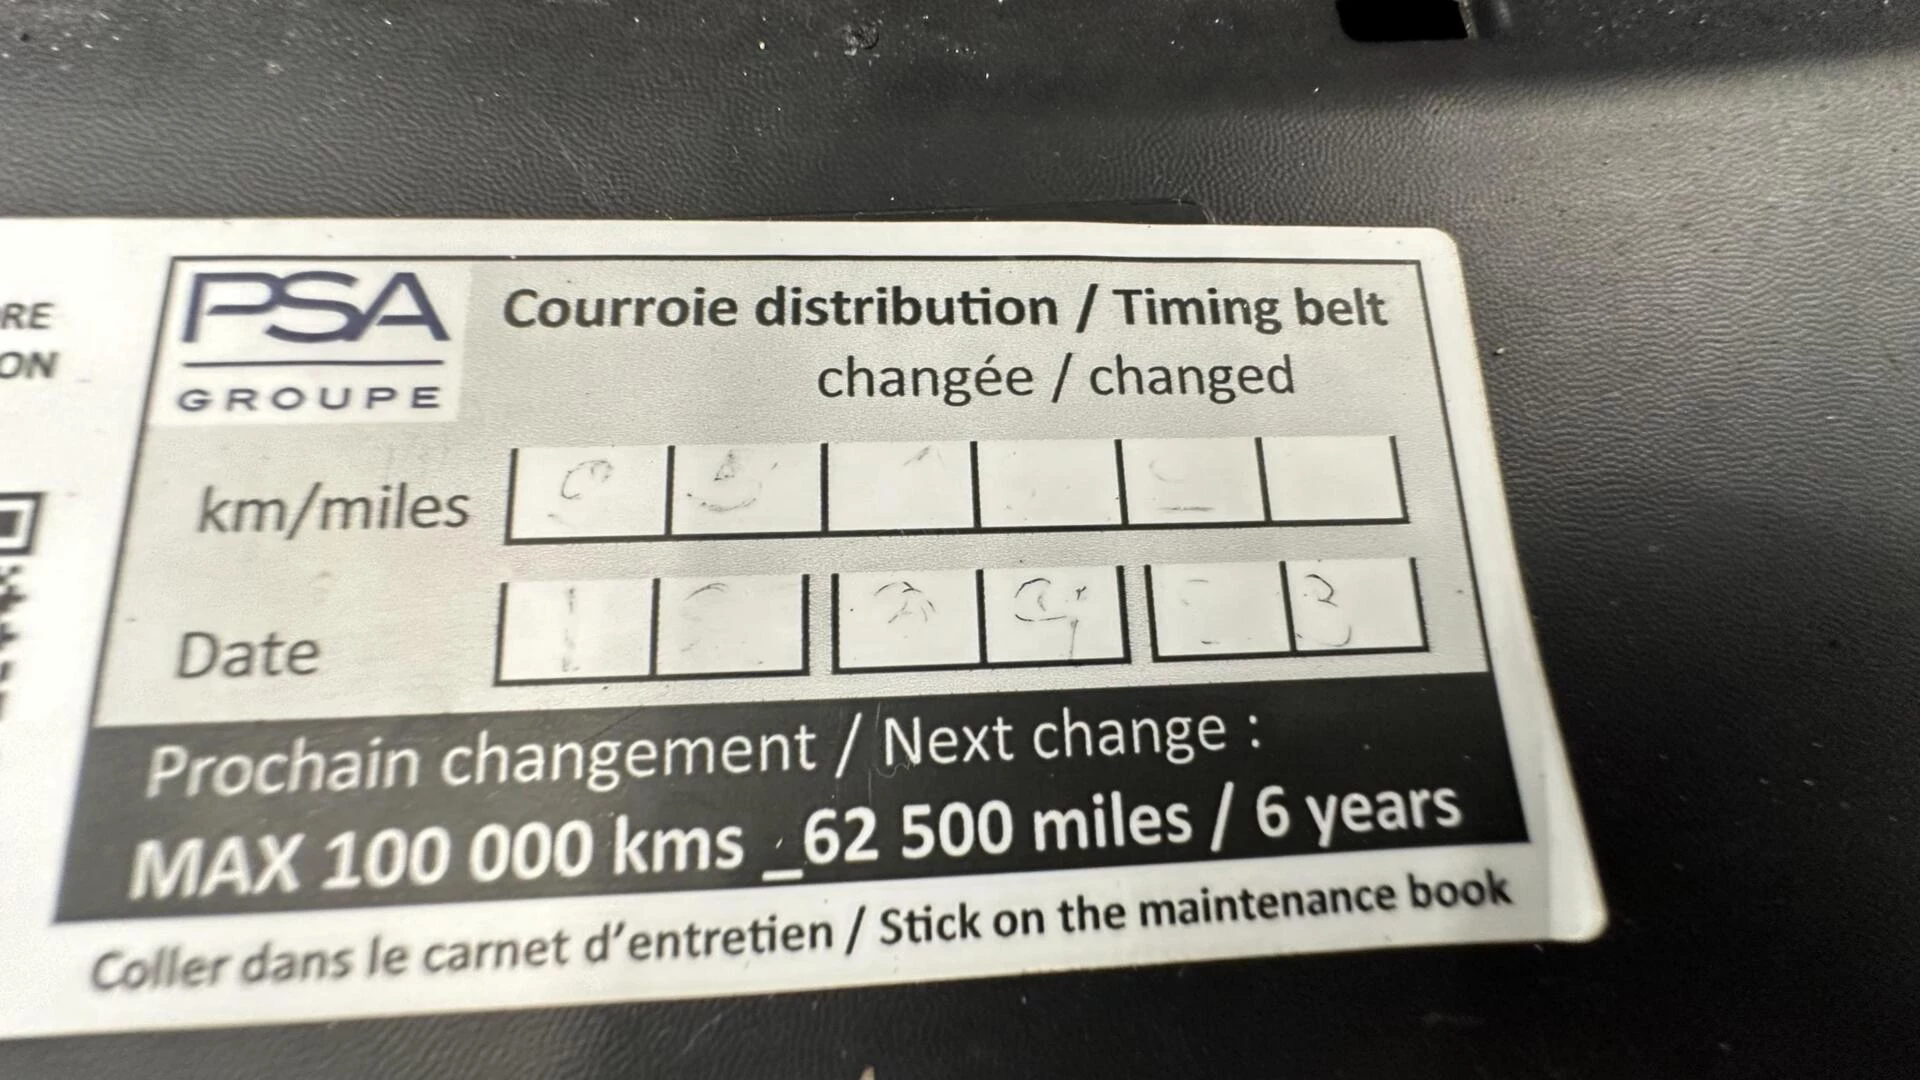 RE
ON
PSA
GROUPE
Courroie distribution / Timing belt
changée / changed
km/miles
Date
Prochain changement / Next change :
MAX 100 000 kms _62 500 miles / 6 years
Coller dans le carnet d'entretien / Stick on the maintenance book